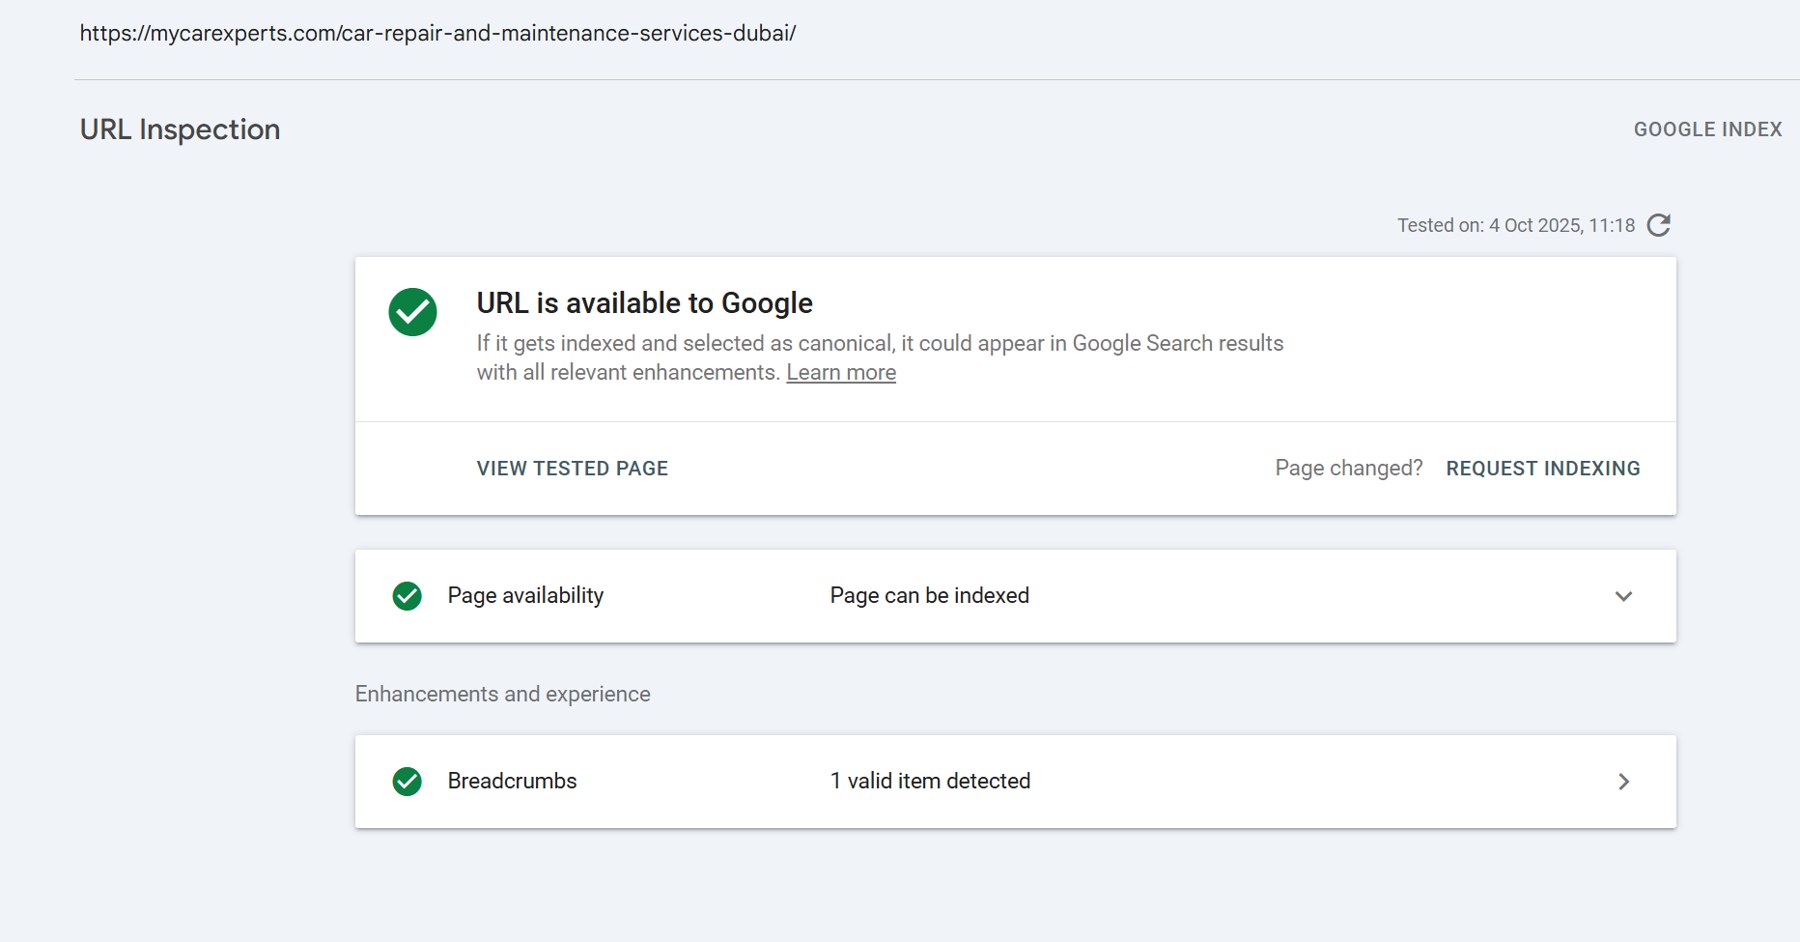 https://mycarexperts.com/car-repair-and-maintenance-services-dubai/
URL Inspection
GOOGLE INDEX
Tested on: 4 Oct 2025, 11:18
URL is available to Google
If it gets indexed and selected as canonical, it could appear in Google Search results
with all relevant enhancements. Learn more
VIEW TESTED PAGE
Page changed? REQUEST INDEXING
Page availability
Page can be indexed
Enhancements and experience
Breadcrumbs
1 valid item detected